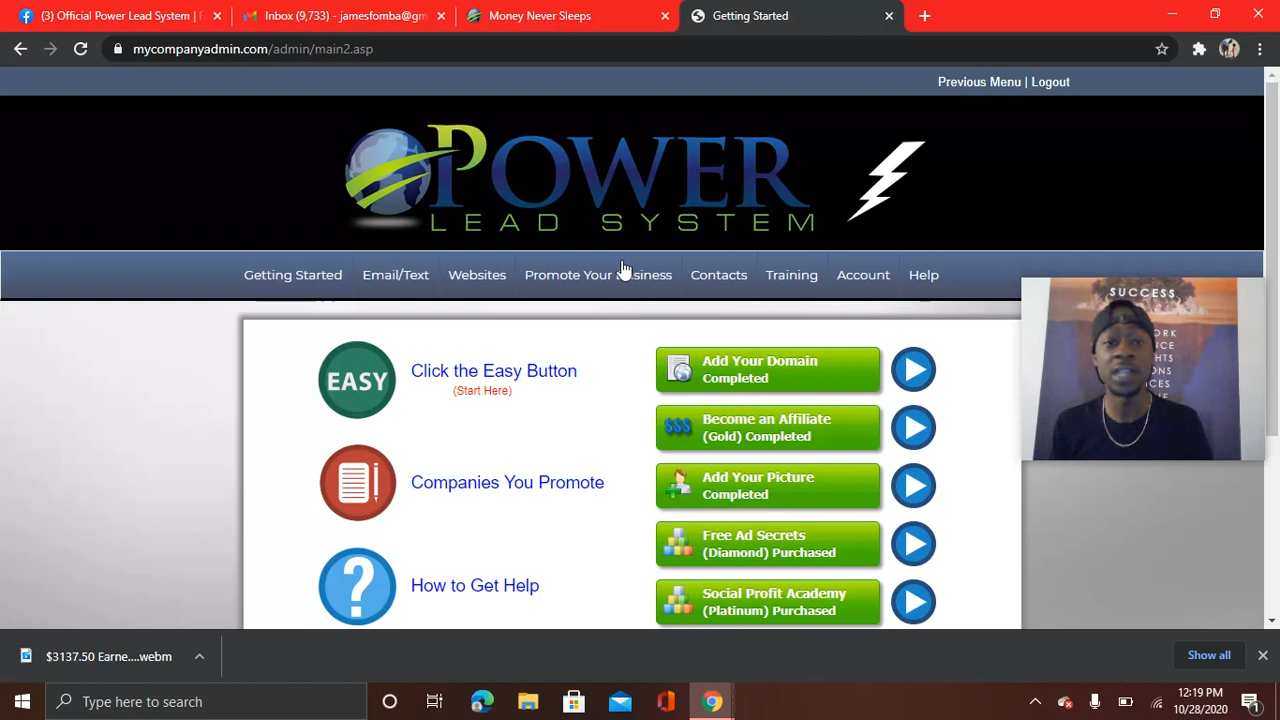 (3) Official Power Lead System | F
Inbox (9,733) - jamesfomba@gm
Money Never Sleeps
Getting Started
mycompanyadmin.com/admin/main2.asp
Previous Menu | Logout
POWER
LEAD SYSTEM
Getting Started
Email/Text
Websites
Promote Your Business
Contacts
Training
Account
Help
SUCCESS
EASY
Click the Easy Button
(Start Here)
Companies You Promote
How to Get Help
Add Your Domain
Completed
$$$
Become an Affiliate
(Gold) Completed
Add Your Picture
Completed
Free Ad Secrets
(Diamond) Purchased
Social Profit Academy
(Platinum) Purchased
?
$3137.50 Earne....webm
Show all
Type here to search
12:19 PM
10/28/2020